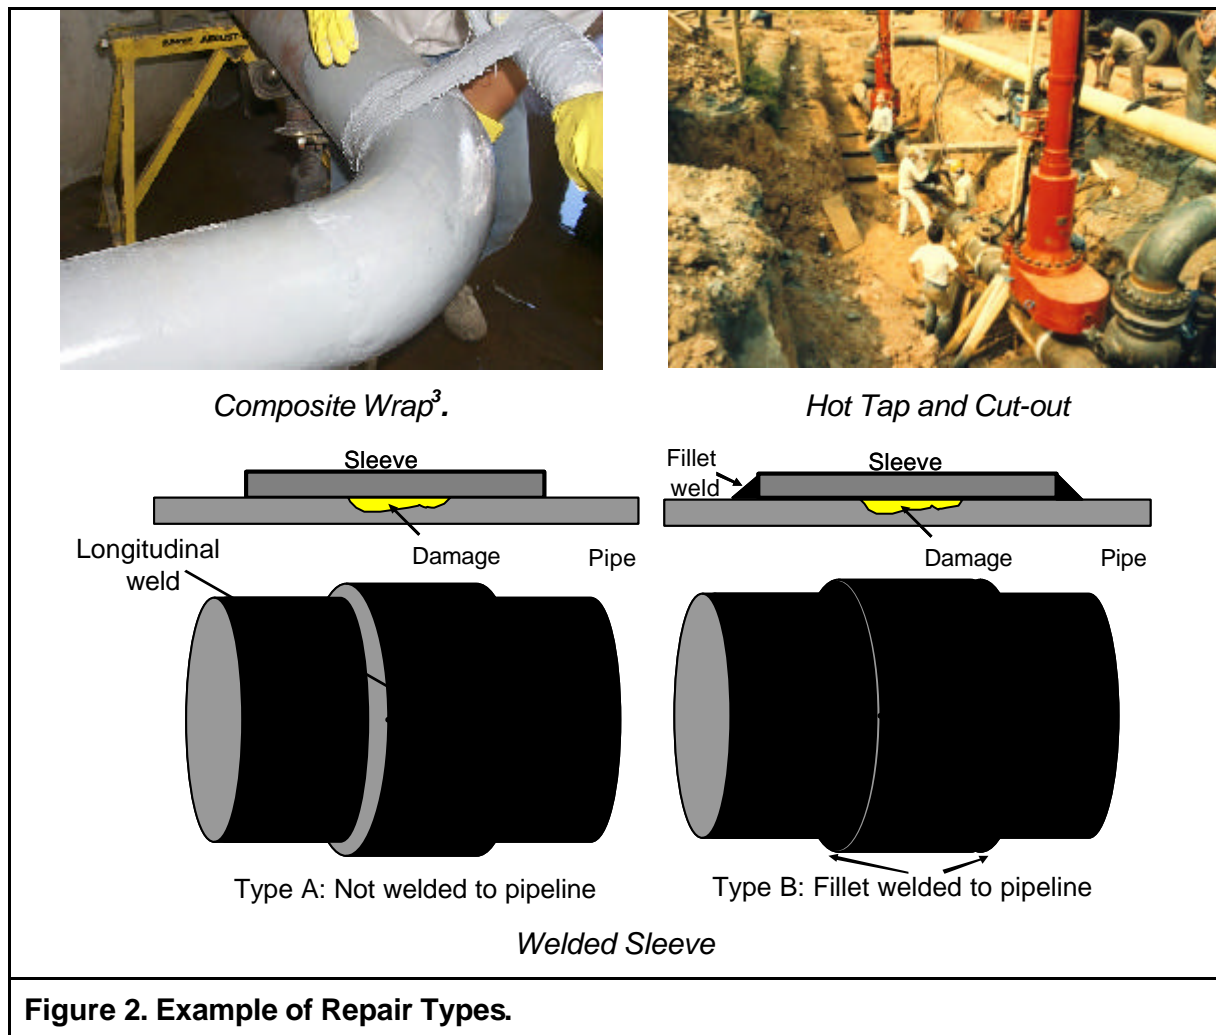 Composite Wrap³.
Hot Tap and Cut-out
Sleeve
Damage
Pipe
Longitudinal
weld
Type A: Not welded to pipeline
Fillet
weld
Sleeve
Damage
Pipe
Type B: Fillet welded to pipeline
Welded Sleeve
Figure 2. Example of Repair Types.